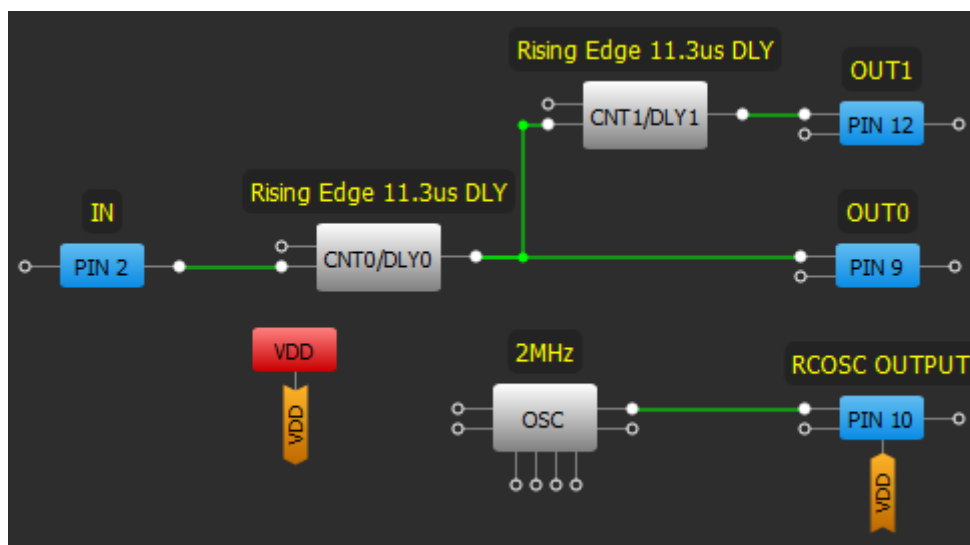 Rising Edge 11.3us DLY
OUT1
CNT1/DLY1
PIN 12
Rising Edge 11.3us DLY
IN
OUT0
PIN 2
CNT0/DLY0
PIN 9
VDD
2MHz
RCOSC OUTPUT
VDD
OSC
PIN 10
VDD